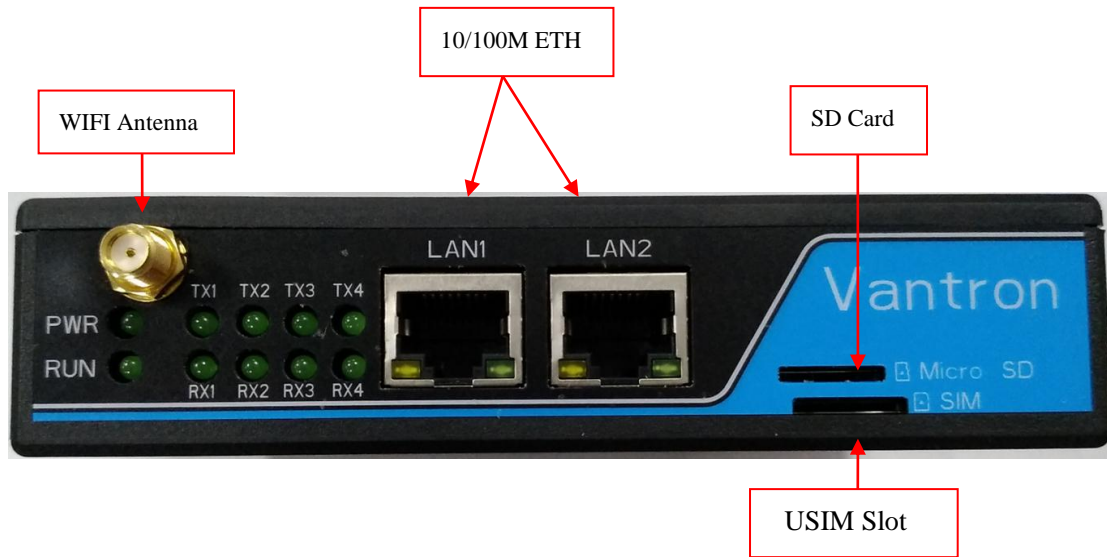 10/100M ETH
WIFI Antenna
SD Card
LAN1
LAN2
Vantron
TX1 TX2 TX3 TX4
PWR
RUN
RX1 RX2 RX3 RX4
Micro SD
SIM
USIM Slot